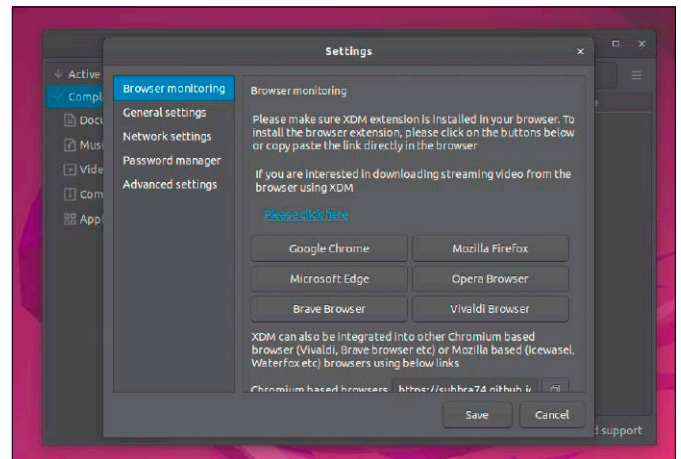 Settings
Active
Compl
Docu
Musi
Vide
Com
Appl
Browser monitoring
General settings
Network settings
Password manager
Advanced settings
Browser monitoring
Please make sure XDM extension is installed in your browser. To
install the browser extension, please click on the buttons below
or copy paste the link directly in the browser
If you are interested in downloading streaming video from the
browser using XDM
Please click here
Google Chrome
Mozilla Firefox
Microsoft Edge
Opera Browser
Brave Browser
Vivaldi Browser
XDM can also be integrated into other Chromium based
browser (Vivaldi, Brave browser etc) or Mozilla based (Icewasel,
Waterfox etc) browsers using below links
Chromium based browsers https://subhra74.github.i
Save
Cancel
support